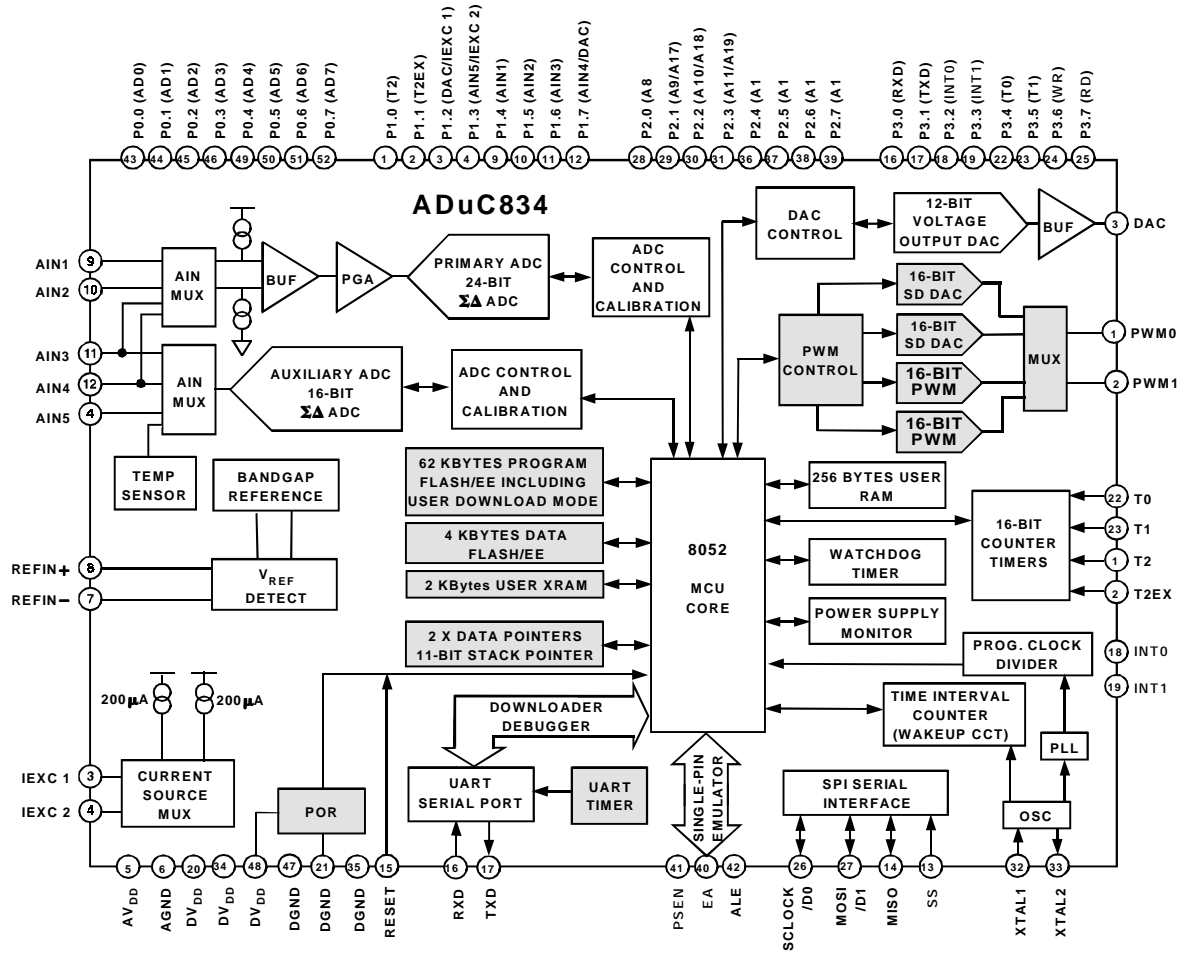 P0.0 (AD0)
P0.1 (AD1)
P0.2 (AD2)
P0.3 (AD3)
P0.4 (AD4)
P0.5 (AD5)
P0.6 (AD6)
P0.7 (AD7)
P1.0 (T2)
P1.1 (T2EX)
P1.2 (DAC/IEXC 1)
P1.3 (AIN5/IEXC 2)
P1.4 (AIN1)
P1.5 (AIN2)
P1.6 (AIN3)
P1.7 (AIN4/DAC)
P2.0 (A8)
P2.1 (A9/A17)
P2.2 (A10/A18)
P2.3 (A11/A19)
P2.4 (A1
P2.5 (A1
P2.6 (A1
P2.7 (A1
P3.0 (RXD)
P3.1 (TXD)
P3.2 (INT0)
P3.3 (INT1)
P3.4 (T0)
P3.5 (T1)
P3.6 (WR)
P3.7 (RD)
43 44 45 46 49 50 51 52
1 2 3 4 9 10 11 12
28 29 30 31 36 37 38 39
16 17 18 19 22 23 24 25
ADuC834
AIN1 9
AIN2 10
AIN3 11
AIN4 12
AIN5 4
AIN
MUX
BUF
PGA
PRIMARY ADC
24-BIT
ΣΔ ADC
ADC
CONTROL
AND
CALIBRATION
DAC
CONTROL
12-BIT
VOLTAGE
OUTPUT DAC
BUF
3 DAC
AIN
MUX
AUXILIARY ADC
16-BIT
ΣΔ ADC
ADC CONTROL
AND
CALIBRATION
PWM
CONTROL
16-BIT
SD DAC
16-BIT
SD DAC
16-BIT
PWM
16-BIT
PWM
MUX
1 PWM0
2 PWM1
TEMP
SENSOR
BANDGAP
REFERENCE
VREF
DETECT
REFIN+ 8
REFIN− 7
62 KBYTES PROGRAM
FLASH/EE INCLUDING
USER DOWNLOAD MODE
4 KBYTES DATA
FLASH/EE
2 KBytes USER XRAM
2 X DATA POINTERS
11-BIT STACK POINTER
8052
MCU
CORE
256 BYTES USER
RAM
WATCHDOG
TIMER
POWER SUPPLY
MONITOR
16-BIT
COUNTER
TIMERS
22 T0
23 T1
1 T2
2 T2EX
18 INT0
19 INT1
PROG. CLOCK
DIVIDER
TIME INTERVAL
COUNTER
(WAKEUP CCT)
PLL
OSC
200µA
200µA
CURRENT
SOURCE
MUX
IEXC 1 3
IEXC 2 4
POR
DOWNLOADER
DEBUGGER
UART
SERIAL PORT
UART
TIMER
SINGLE-PIN
EMULATOR
SPI SERIAL
INTERFACE
5 6 20 34 48 47 21 35 15 16 17 41 40 42 26 27 14 13 32 33
AVDD
AGND
DVDD
DVDD
DVDD
DGND
DGND
DGND
RESET
RXD
TXD
PSEN
EA
ALE
SCLOCK
/D0
MOSI
/D1
MISO
SS
XTAL1
XTAL2